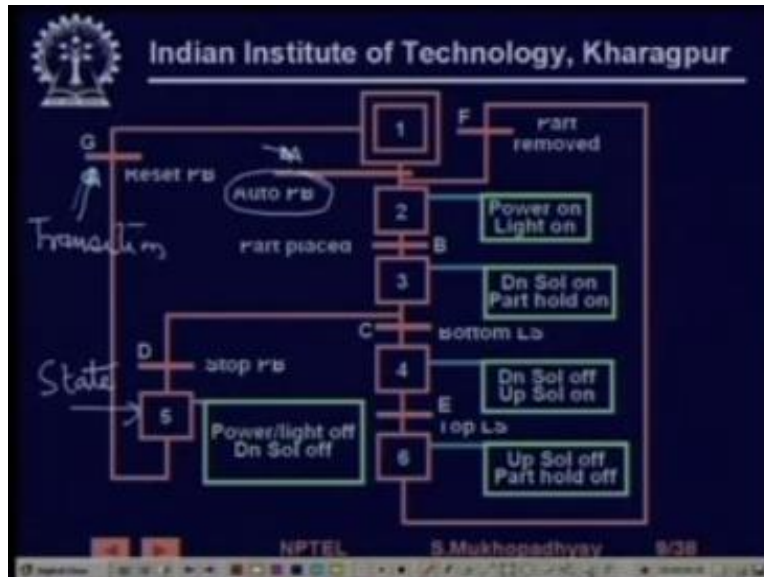 Indian Institute of Technology, Kharagpur
1
F
Part
removed
G
A
Reset PB
Auto PB
2
Power on
Light on
Transition
Part placed
B
3
Dn Sol on
Part hold on
C
Bottom LS
D
Stop PB
State
4
Dn Sol off
Up Sol on
5
Power/light off
Dn Sol off
E
Top LS
6
Up Sol off
Part hold off
NPTEL
S.Mukhopadhyay
9/38